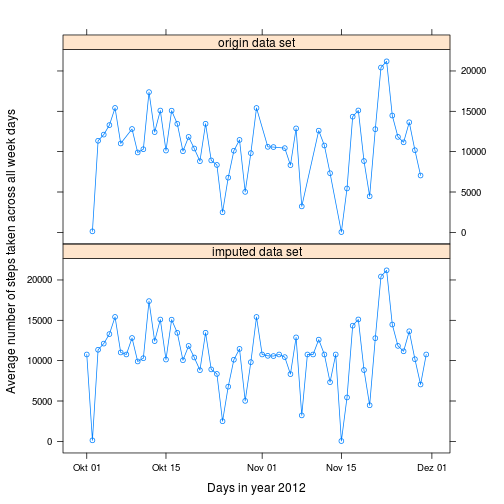 origin data set
20000
15000
10000
5000
0
imputed data set
20000
15000
10000
5000
0
Okt 01
Okt 15
Nov 01
Nov 15
Dez 01
Days in year 2012
Average number of steps taken across all week days